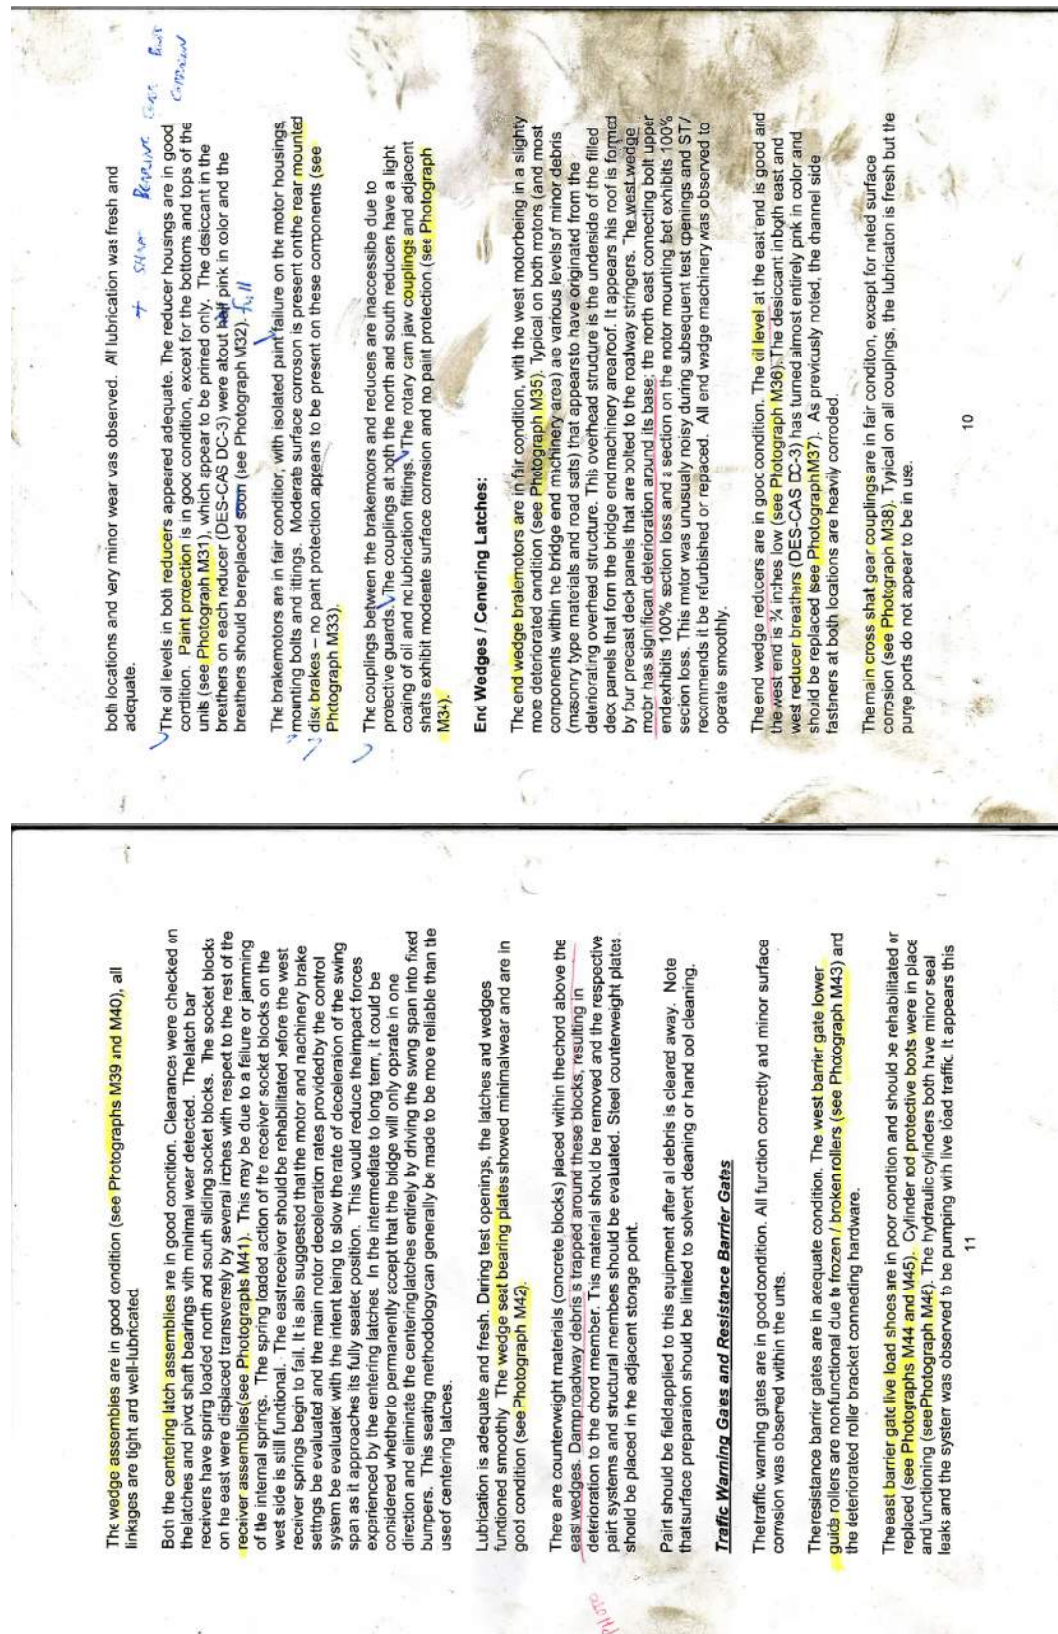 + SHAFT BEARING CAPS PAINT
CORROSION
both locations and very minor wear was observed. All lubrication was fresh and
adequate.
The oil levels in both reducers appeared adequate. The reducer housings are in good
condition. Paint protection is in good condition, except for the bottoms and tops of the
units (see Photograph M31), which appear to be primed only. The desiccant in the
breathers on each reducer (DES-CAS DC-3) were about half pink in color and the
full
breathers should be replaced soon (see Photograph M32).
The brakemotors are in fair condition, with isolated paint failure on the motor housings,
mounting bolts and fittings. Moderate surface corrosion is present on the rear mounted
disc brakes – no paint protection appears to be present on these components (see
Photograph M33).
The couplings between the brakemotors and reducers are inaccessible due to
protective guards. The couplings at both the north and south reducers have a light
coating of oil and no lubrication fittings. The rotary cam jaw couplings and adjacent
shafts exhibit moderate surface corrosion and no paint protection (see Photograph
M34).
End Wedges / Centering Latches:
The end wedge brakemotors are in fair condition, with the west motor being in a slightly
more deteriorated condition (see Photograph M35). Typical on both motors (and most
components within the bridge end machinery area) are various levels of minor debris
(masonry type materials and road salts) that appears to have originated from the
deteriorating overhead structure. This overhead structure is the underside of the filled
deck panels that form the bridge end machinery area roof. It appears this roof is formed
by four precast deck panels that are bolted to the roadway stringers. The west wedge
motor has significant deterioration around its base; the north east connecting bolt upper
end exhibits 100% section loss and a section on the motor mounting feet exhibits 100%
section loss. This motor was unusually noisy during subsequent test openings and STV
recommends it be refurbished or replaced. All end wedge machinery was observed to
operate smoothly.
The end wedge reducers are in good condition. The oil level at the east end is good and
the west end is ¾ inches low (see Photograph M36). The desiccant in both east and
west reducer breathers (DES-CAS DC-3) has turned almost entirely pink in color and
should be replaced (see Photograph M37). As previously noted, the channel side
fasteners at both locations are heavily corroded.
The main cross shaft gear couplings are in fair condition, except for noted surface
corrosion (see Photograph M38). Typical on all couplings, the lubrication is fresh but the
purge ports do not appear to be in use.
10
The wedge assemblies are in good condition (see Photographs M39 and M40), all
linkages are tight and well-lubricated.
Both the centering latch assemblies are in good condition. Clearances were checked on
the latches and pivot shaft bearings with minimal wear detected. The latch bar
receivers have spring loaded north and south sliding socket blocks. The socket blocks
on the east were displaced transversely by several inches with respect to the rest of the
receiver assemblies (see Photographs M41). This may be due to a failure or jamming
of the internal springs. The spring loaded action of the receiver socket blocks on the
west side is still functional. The east receiver should be rehabilitated before the west
receiver springs begin to fail. It is also suggested that the motor and machinery brake
settings be evaluated and the main motor deceleration rates provided by the control
system be evaluated with the intent being to slow the rate of deceleration of the swing
span as it approaches its fully seated position. This would reduce the impact forces
experienced by the centering latches. In the intermediate to long term, it could be
considered whether to permanently accept that the bridge will only operate in one
direction and eliminate the centering latches entirely by driving the swing span into fixed
bumpers. This seating methodology can generally be made to be more reliable than the
use of centering latches.
Lubrication is adequate and fresh. During test openings, the latches and wedges
functioned smoothly. The wedge seat bearing plates showed minimal wear and are in
good condition (see Photograph M42).
There are counterweight materials (concrete blocks) placed within the chord above the
east wedges. Damp roadway debris is trapped around these blocks, resulting in
deterioration to the chord member. This material should be removed and the respective
paint systems and structural members should be evaluated. Steel counterweight plates
should be placed in the adjacent storage point.
PHOTO
Paint should be field applied to this equipment after all debris is cleared away. Note
that surface preparation should be limited to solvent cleaning or hand tool cleaning.
Traffic Warning Gates and Resistance Barrier Gates
The traffic warning gates are in good condition. All function correctly and minor surface
corrosion was observed within the units.
The resistance barrier gates are in adequate condition. The west barrier gate lower
guide rollers are nonfunctional due to frozen / broken rollers (see Photograph M43) and
the deteriorated roller bracket connecting hardware.
The east barrier gate live load shoes are in poor condition and should be rehabilitated or
replaced (see Photographs M44 and M45). Cylinder rod protective boots were in place
and functioning (see Photograph M46). The hydraulic cylinders both have minor seal
leaks and the system was observed to be pumping with live load traffic. It appears this
11